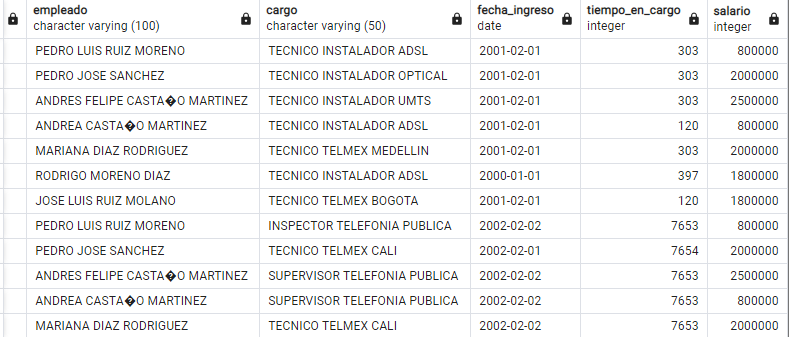 empleado cargo fecha_ingreso tiempo_en_cargo salario
character varying (100) character varying (50) date integer integer
PEDRO LUIS RUIZ MORENO TECNICO INSTALADOR ADSL 2001-02-01 303 800000
PEDRO JOSE SANCHEZ TECNICO INSTALADOR OPTICAL 2001-02-01 303 2000000
ANDRES FELIPE CASTA�O MARTINEZ TECNICO INSTALADOR UMTS 2001-02-01 303 2500000
ANDREA CASTA�O MARTINEZ TECNICO INSTALADOR ADSL 2001-02-01 120 800000
MARIANA DIAZ RODRIGUEZ TECNICO TELMEX MEDELLIN 2001-02-01 303 2000000
RODRIGO MORENO DIAZ TECNICO INSTALADOR ADSL 2000-01-01 397 1800000
JOSE LUIS RUIZ MOLANO TECNICO TELMEX BOGOTA 2001-02-01 120 1800000
PEDRO LUIS RUIZ MORENO INSPECTOR TELEFONIA PUBLICA 2002-02-02 7653 800000
PEDRO JOSE SANCHEZ TECNICO TELMEX CALI 2002-02-01 7654 2000000
ANDRES FELIPE CASTA�O MARTINEZ SUPERVISOR TELEFONIA PUBLICA 2002-02-02 7653 2500000
ANDREA CASTA�O MARTINEZ SUPERVISOR TELEFONIA PUBLICA 2002-02-02 7653 800000
MARIANA DIAZ RODRIGUEZ TECNICO TELMEX CALI 2002-02-02 7653 2000000